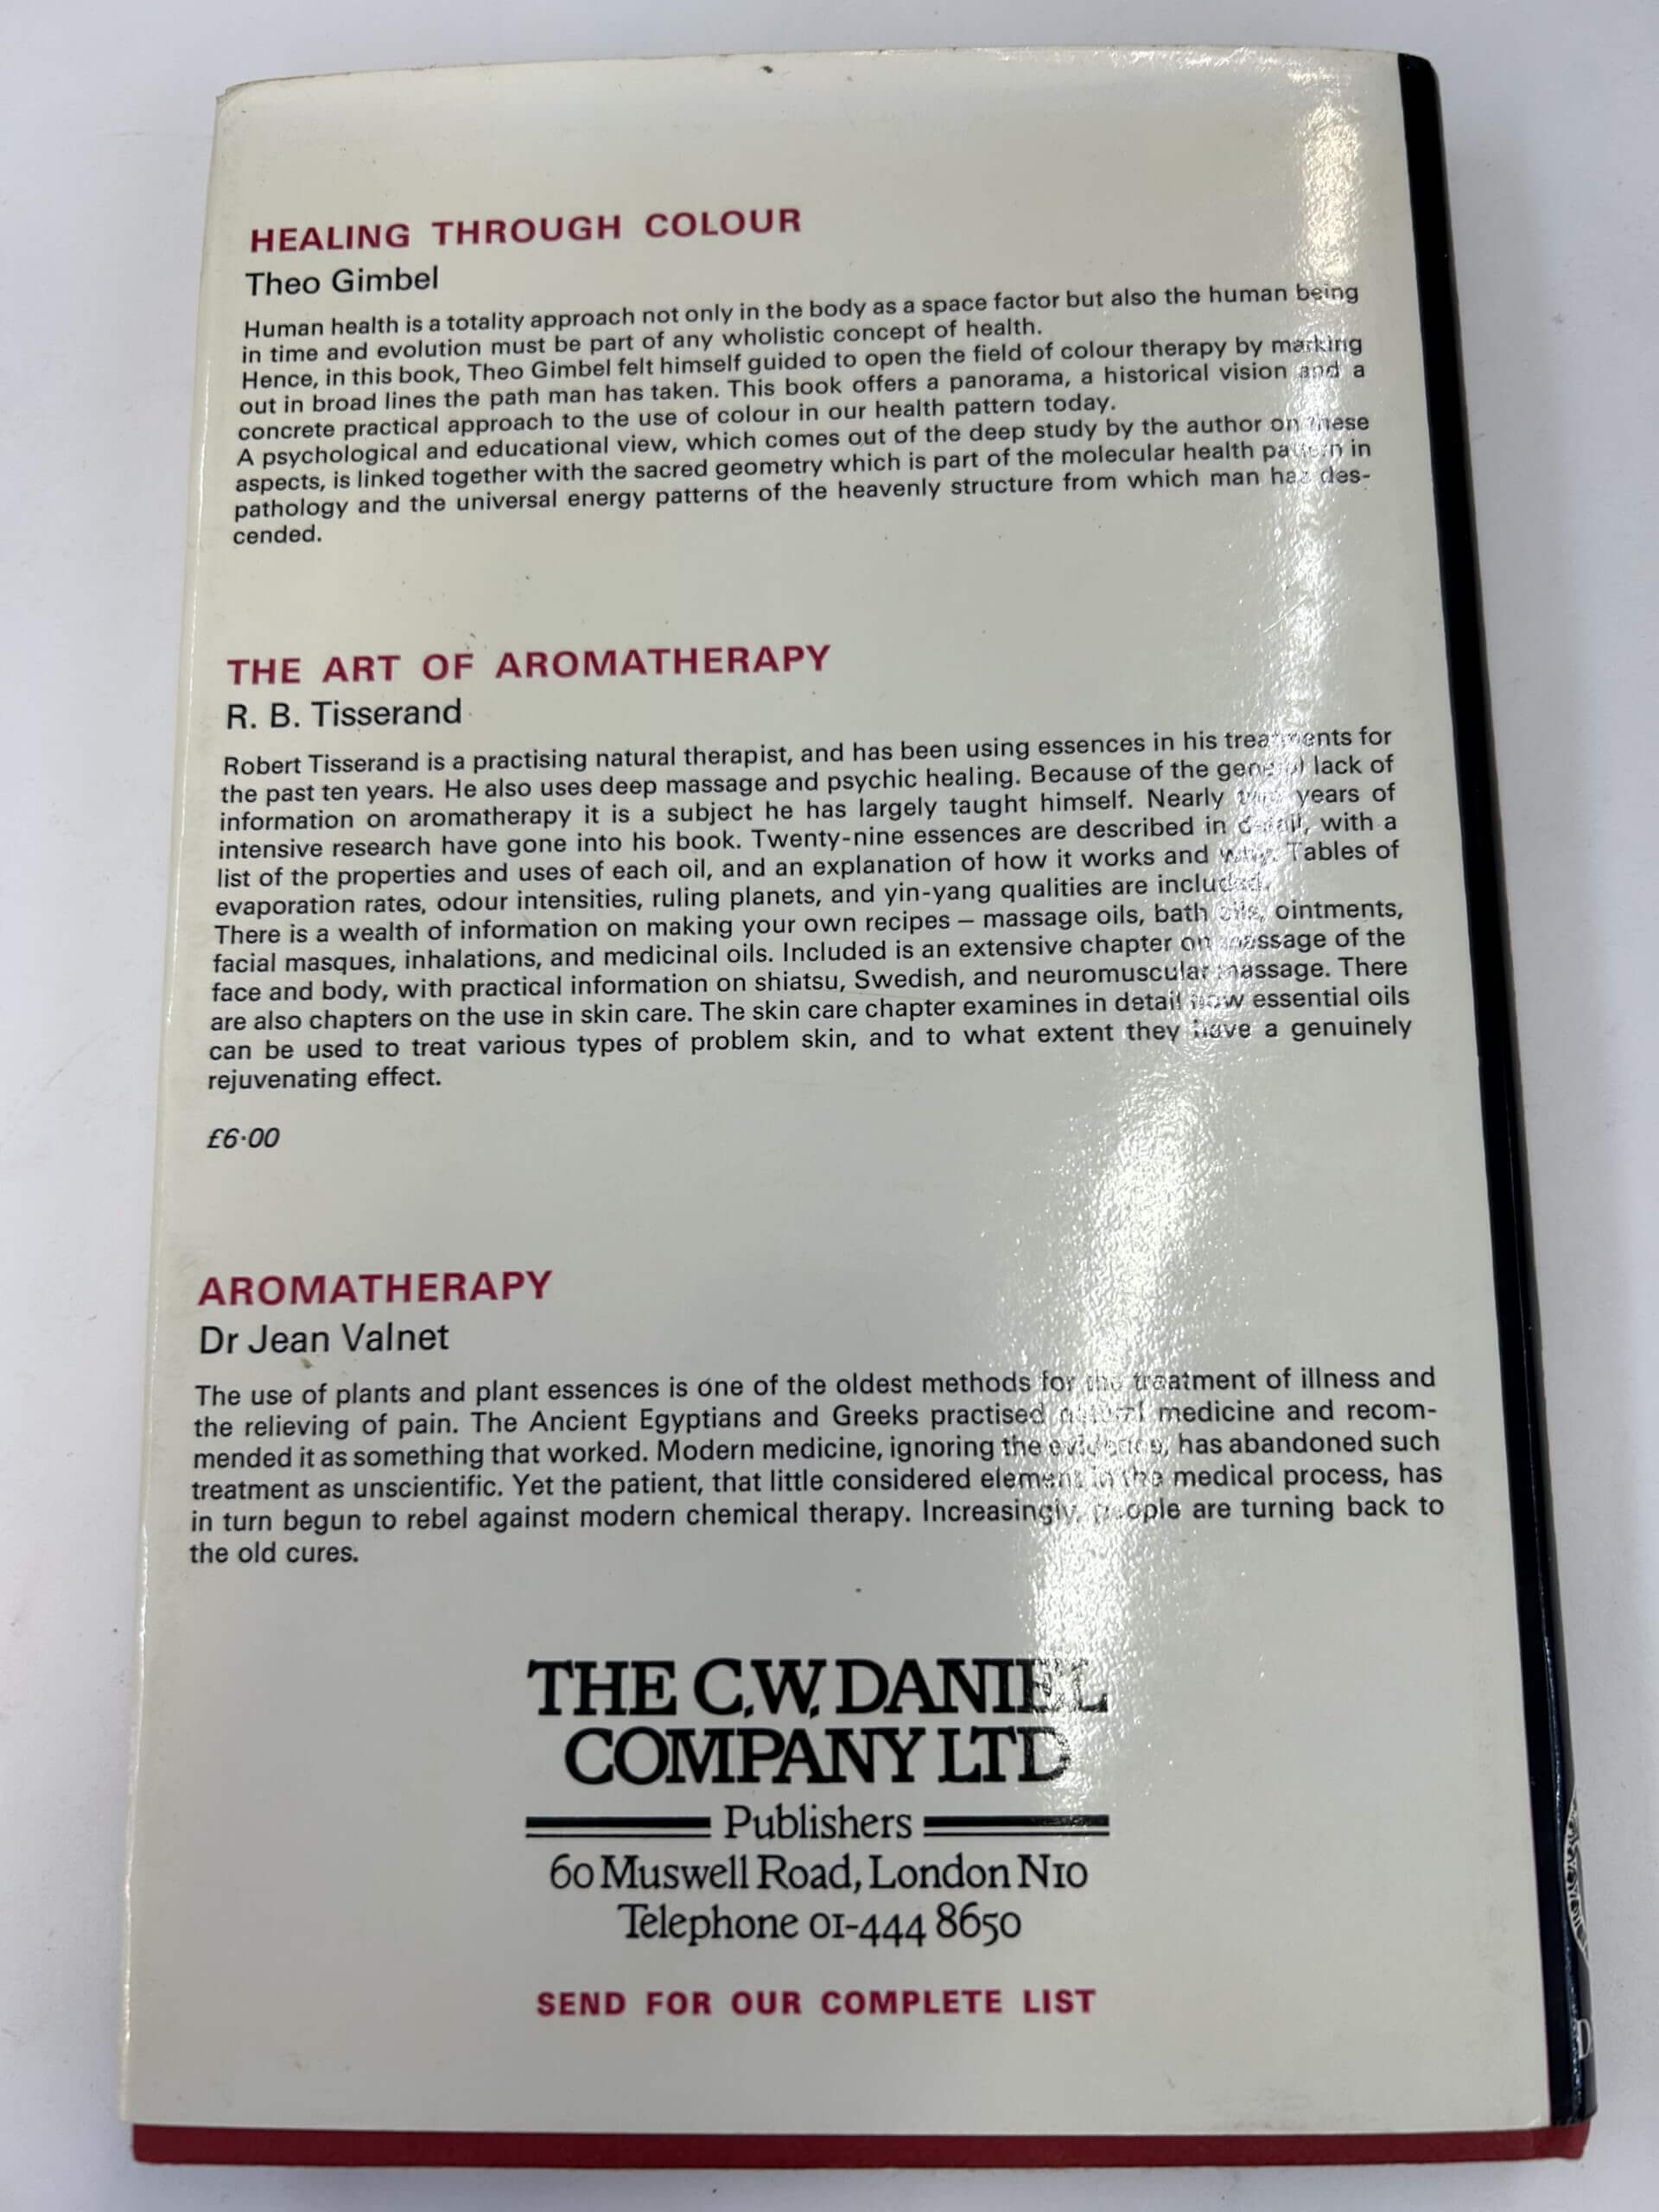 HEALING THROUGH COLOUR
Theo Gimbel
Human health is a totality approach not only in the body as a space factor but also the human being
in time and evolution must be part of any wholistic concept of health.
Hence, in this book, Theo Gimbel felt himself guided to open the field of colour therapy by marking
out in broad lines the path man has taken. This book offers a panorama, a historical vision and a
concrete practical approach to the use of colour in our health pattern today.
A psychological and educational view, which comes out of the deep study by the author on these
aspects, is linked together with the sacred geometry which is part of the molecular health pattern in
pathology and the universal energy patterns of the heavenly structure from which man has des-
cended.
THE ART OF AROMATHERAPY
R. B. Tisserand
Robert Tisserand is a practising natural therapist, and has been using essences in his treatments for
the past ten years. He also uses deep massage and psychic healing. Because of the general lack of
information on aromatherapy it is a subject he has largely taught himself. Nearly years of
intensive research have gone into his book. Twenty-nine essences are described in detail, with a
list of the properties and uses of each oil, and an explanation of how it works and why. Tables of
evaporation rates, odour intensities, ruling planets, and yin-yang qualities are included.
There is a wealth of information on making your own recipes – massage oils, bath oils, ointments,
facial masques, inhalations, and medicinal oils. Included is an extensive chapter on massage of the
face and body, with practical information on shiatsu, Swedish, and neuromuscular massage. There
are also chapters on the use in skin care. The skin care chapter examines in detail how essential oils
can be used to treat various types of problem skin, and to what extent they have a genuinely
rejuvenating effect.
£6·00
AROMATHERAPY
Dr Jean Valnet
The use of plants and plant essences is one of the oldest methods for the treatment of illness and
the relieving of pain. The Ancient Egyptians and Greeks practised medicine and recom-
mended it as something that worked. Modern medicine, ignoring the evidence, has abandoned such
treatment as unscientific. Yet the patient, that little considered element in the medical process, has
in turn begun to rebel against modern chemical therapy. Increasingly, people are turning back to
the old cures.
THE C.W. DANIEL
COMPANY LTD
Publishers
60 Muswell Road, London N10
Telephone 01-444 8650
SEND FOR OUR COMPLETE LIST